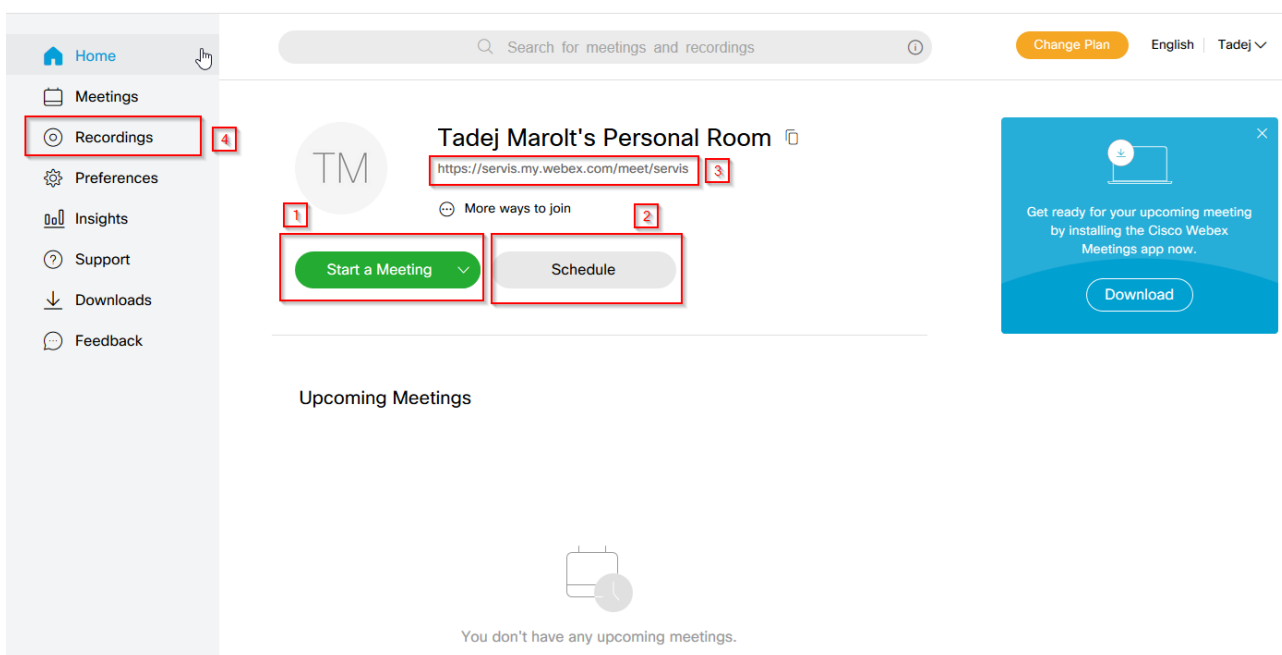 Home
Meetings
Recordings
4
Preferences
Insights
Support
Downloads
Feedback
Search for meetings and recordings
Change Plan
English
Tadej
TM
Tadej Marolt's Personal Room
https://servis.my.webex.com/meet/servis
3
More ways to join
1
2
Start a Meeting
Schedule
Get ready for your upcoming meeting
by installing the Cisco Webex
Meetings app now.
Download
Upcoming Meetings
You don't have any upcoming meetings.